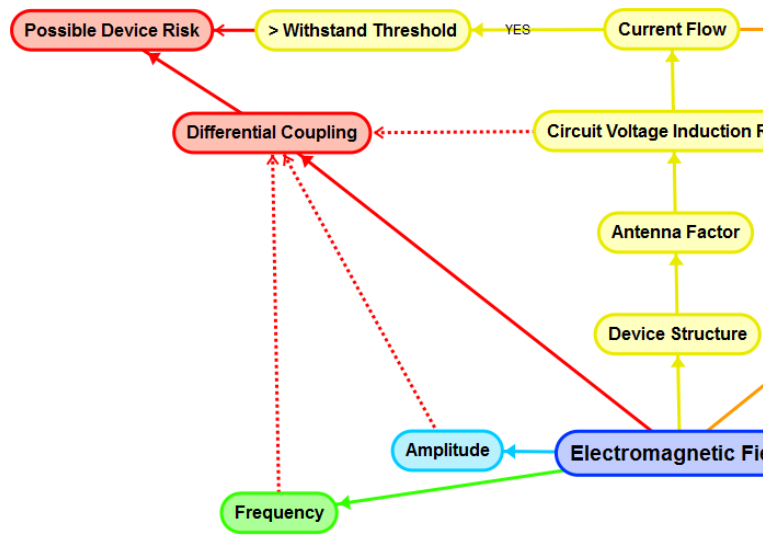 Possible Device Risk
> Withstand Threshold
YES
Current Flow
Differential Coupling
Circuit Voltage Induction
Antenna Factor
Device Structure
Amplitude
Electromagnetic
Frequency